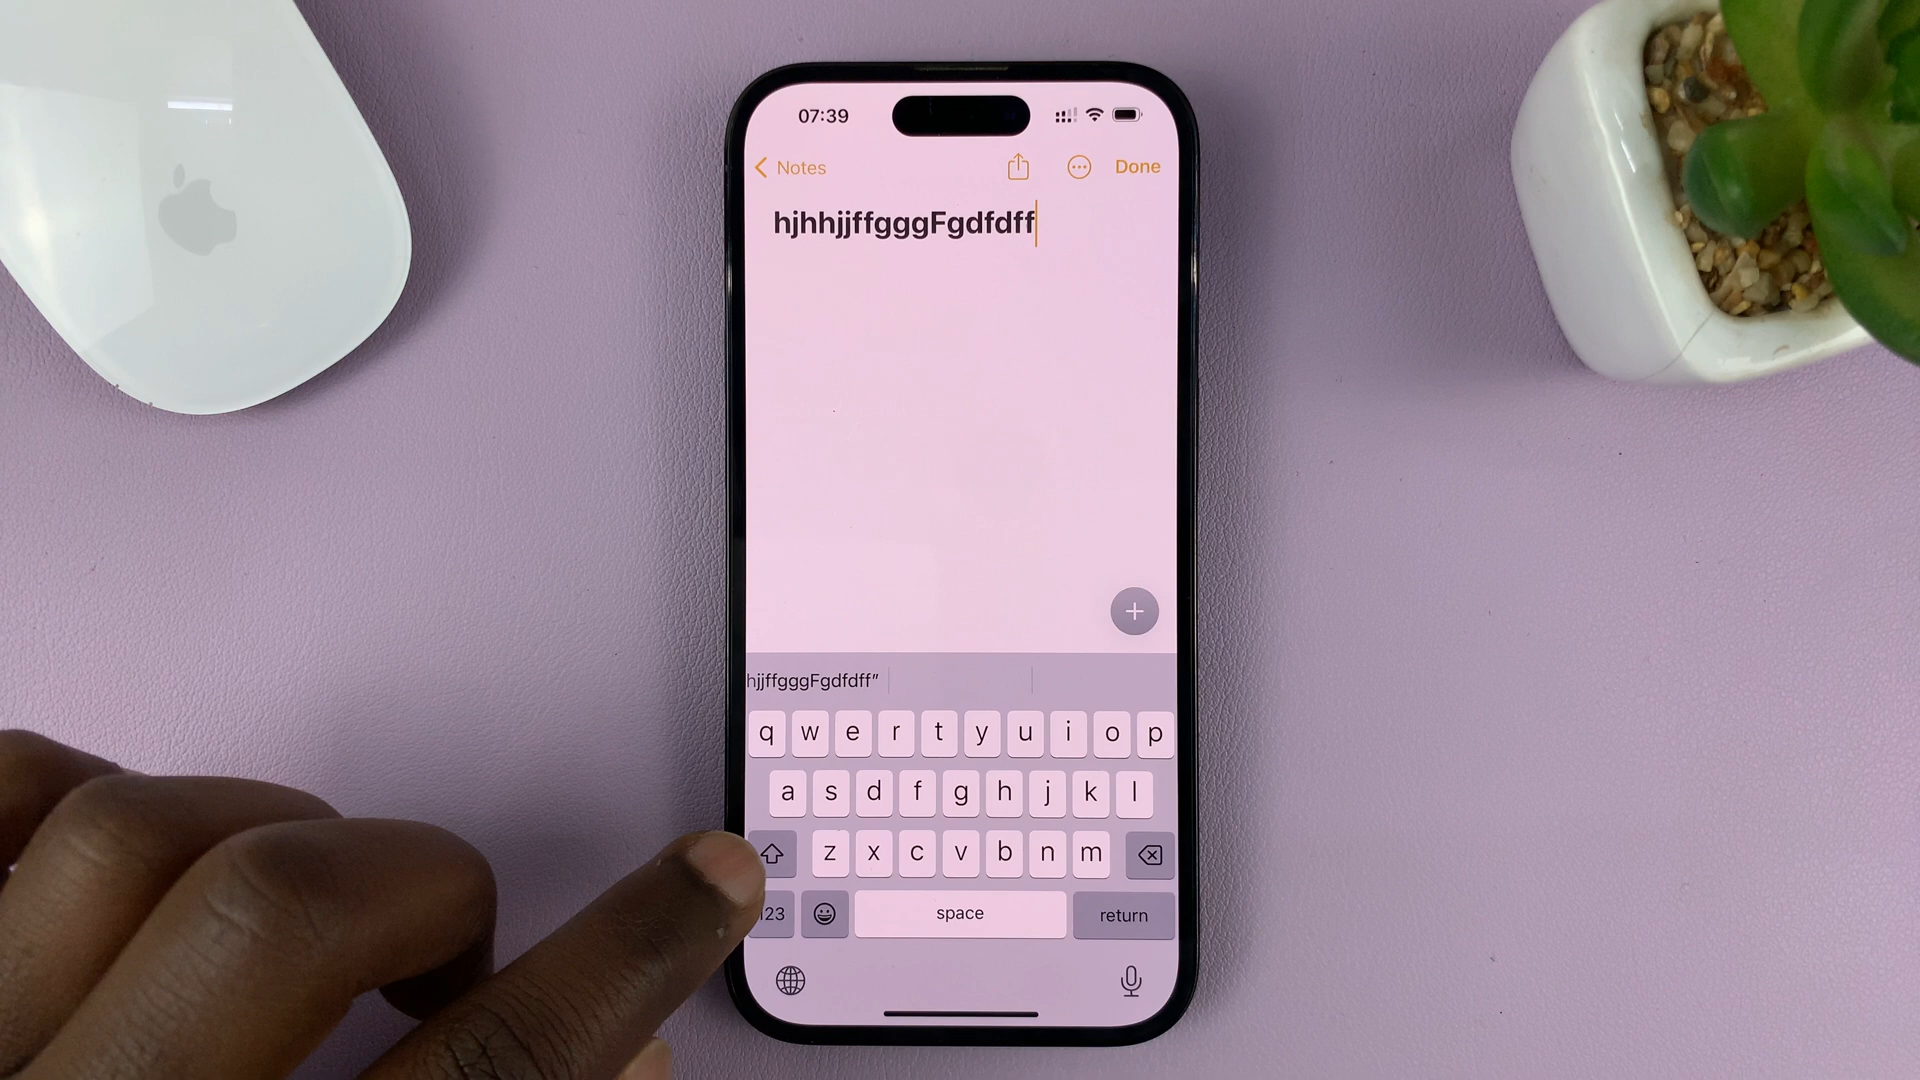 07:39
Notes
Done
hjhhjjffgggFgdfdff
hjjffgggFgdfdff"
q w e r t y u i o p
a s d f g h j k l
z x c v b n m
123
space
return